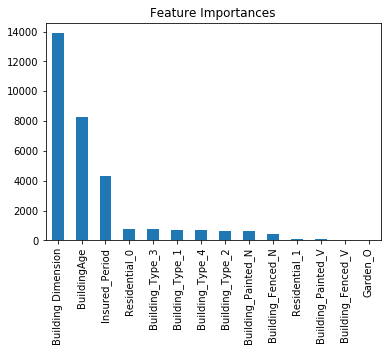 Feature Importances
14000
12000
10000
8000
6000
4000
2000
0
Building Dimension
BuildingAge
Insured_Period
Residential_0
Building_Type_3
Building_Type_1
Building_Type_4
Building_Type_2
Building_Painted_N
Building_Fenced_N
Residential_1
Building_Painted_V
Building_Fenced_V
Garden_O